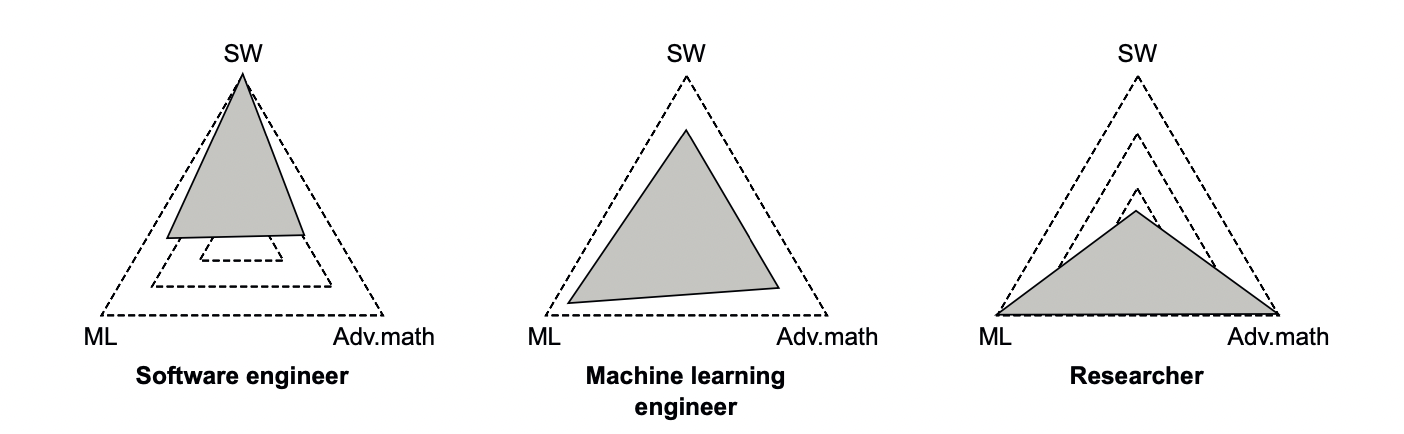 SW
ML
Adv.math
Software engineer
SW
ML
Adv.math
Machine learning
engineer
SW
ML
Adv.math
Researcher